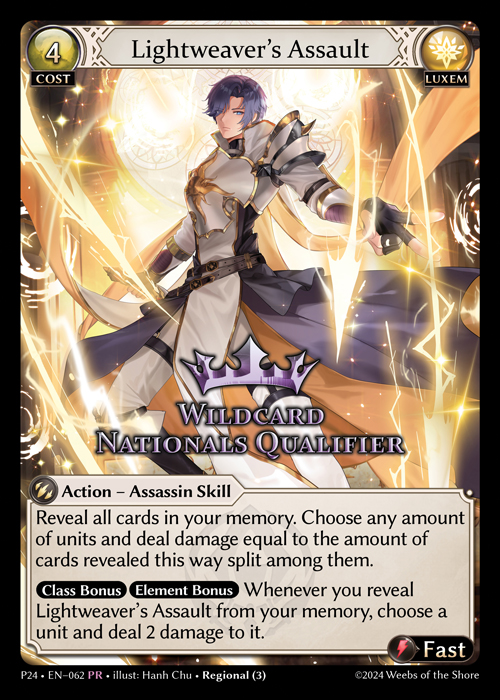 4
COST
Lightweaver's Assault
LUXEM
WILDCARD
NATIONALS QUALIFIER
Action – Assassin Skill
Reveal all cards in your memory. Choose any amount
of units and deal damage equal to the amount of
cards revealed this way split among them.
Class Bonus Element Bonus Whenever you reveal
Lightweaver's Assault from your memory, choose a
unit and deal 2 damage to it.
Fast
P24 • EN–062 PR • illust: Hanh Chu • Regional (3)
©2024 Weebs of the Shore